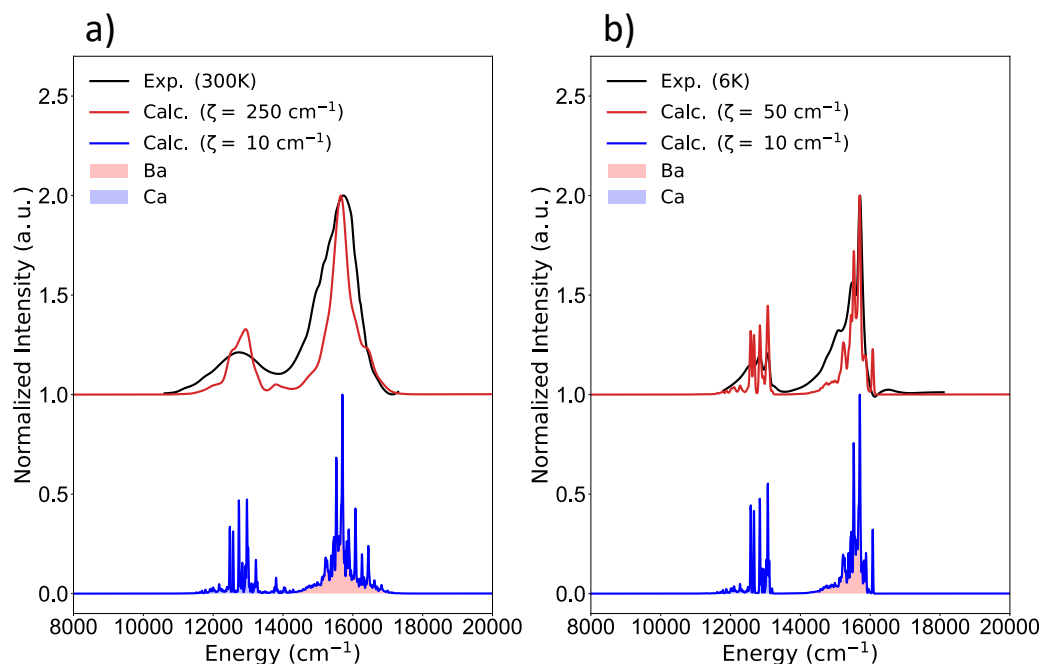 a)
Normalized Intensity (a. u.)
2.5
2.0
1.5
1.0
0.5
0.0
Exp. (300K)
Calc. (ζ = 250 cm⁻¹)
Calc. (ζ = 10 cm⁻¹)
Ba
Ca
8000 10000 12000 14000 16000 18000 20000
Energy (cm⁻¹)
b)
Normalized Intensity (a. u.)
2.5
2.0
1.5
1.0
0.5
0.0
Exp. (6K)
Calc. (ζ = 50 cm⁻¹)
Calc. (ζ = 10 cm⁻¹)
Ba
Ca
8000 10000 12000 14000 16000 18000 20000
Energy (cm⁻¹)